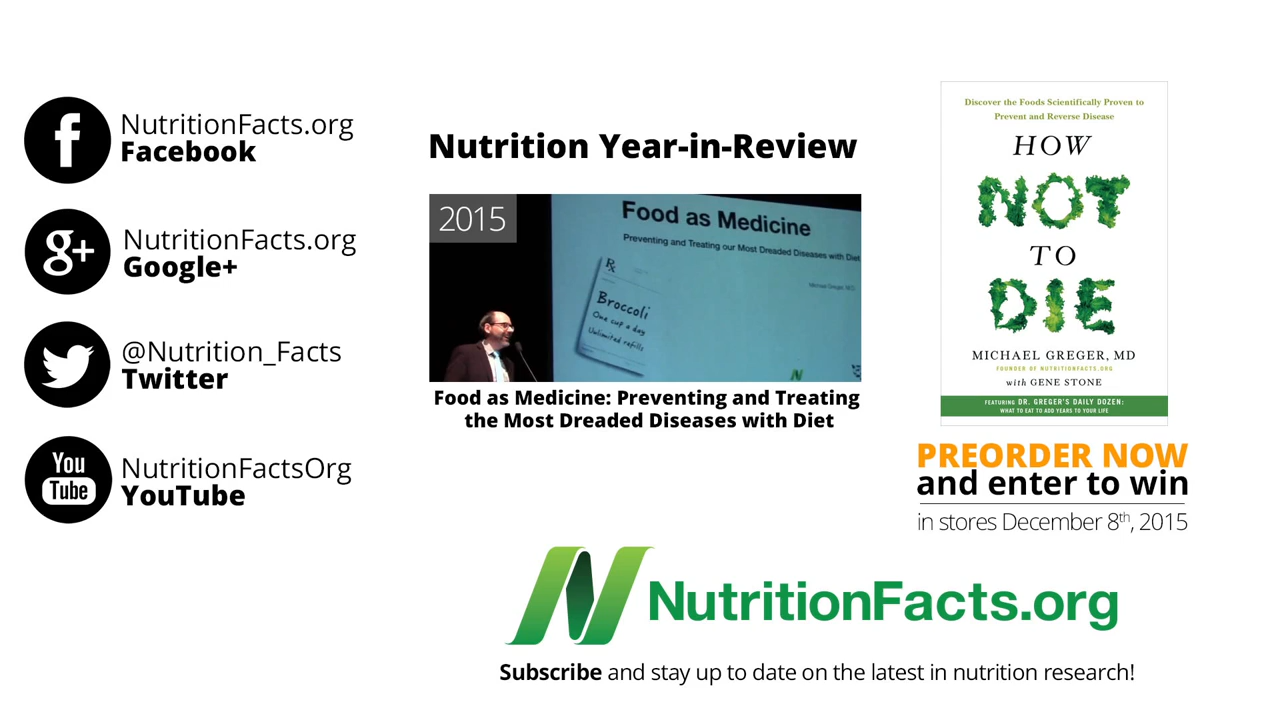 NutritionFacts.org
Facebook
g+
NutritionFacts.org
Google+
@Nutrition_Facts
Twitter
You
Tube
NutritionFactsOrg
YouTube
Nutrition Year-in-Review
2015
Food as Medicine
Preventing and Treating our Most Dreaded Diseases with Diet
Broccoli
One cup a day
Unlimited refills
Food as Medicine: Preventing and Treating
the Most Dreaded Diseases with Diet
Discover the Foods Scientifically Proven to
Prevent and Reverse Disease
HOW
NOT
TO
DIE
MICHAEL GREGER, MD
FOUNDER OF NUTRITIONFACTS.ORG
with GENE STONE
FEATURING DR. GREGER'S DAILY DOZEN:
WHAT TO EAT TO ADD YEARS TO YOUR LIFE
PREORDER NOW
and enter to win
in stores December 8th, 2015
NutritionFacts.org
Subscribe and stay up to date on the latest in nutrition research!